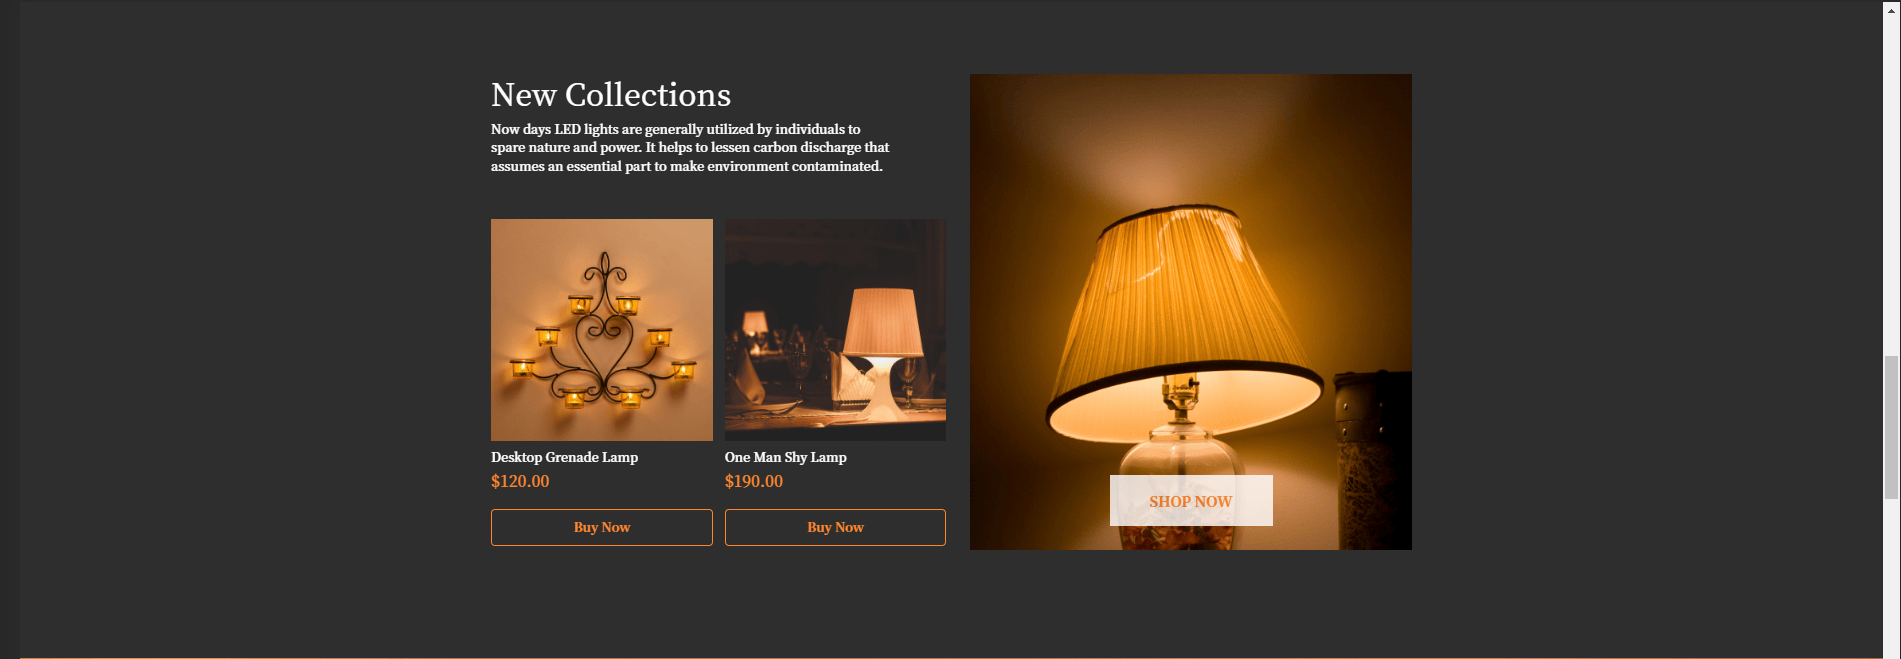 New Collections
Now days LED lights are generally utilized by individuals to
spare nature and power. It helps to lessen carbon discharge that
assumes an essential part to make environment contaminated.
Desktop Grenade Lamp
$120.00
Buy Now
One Man Shy Lamp
$190.00
Buy Now
SHOP NOW